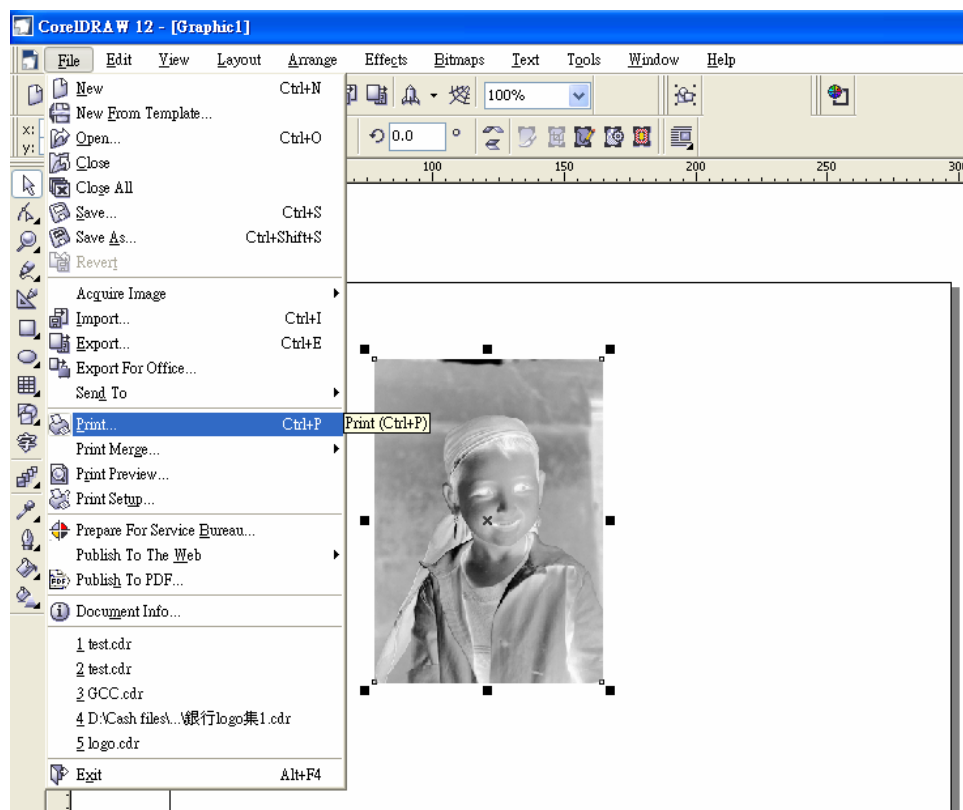 CorelDRAW 12 - [Graphic1]
File Edit View Layout Arrange Effects Bitmaps Text Tools Window Help
100%
x:
y:
0.0 °
100 150 200 250 300
New Ctrl+N
New From Template...
Open... Ctrl+O
Close
Close All
Save... Ctrl+S
Save As... Ctrl+Shift+S
Revert
Acquire Image
Import... Ctrl+I
Export... Ctrl+E
Export For Office...
Send To
Print... Ctrl+P Print (Ctrl+P)
Print Merge...
Print Preview...
Print Setup...
Prepare For Service Bureau...
Publish To The Web
Publish To PDF...
Document Info...
1 test.cdr
2 test.cdr
3 GCC.cdr
4 D:\Cash files\...\銀行logo集1.cdr
5 logo.cdr
Exit Alt+F4
字
PDF